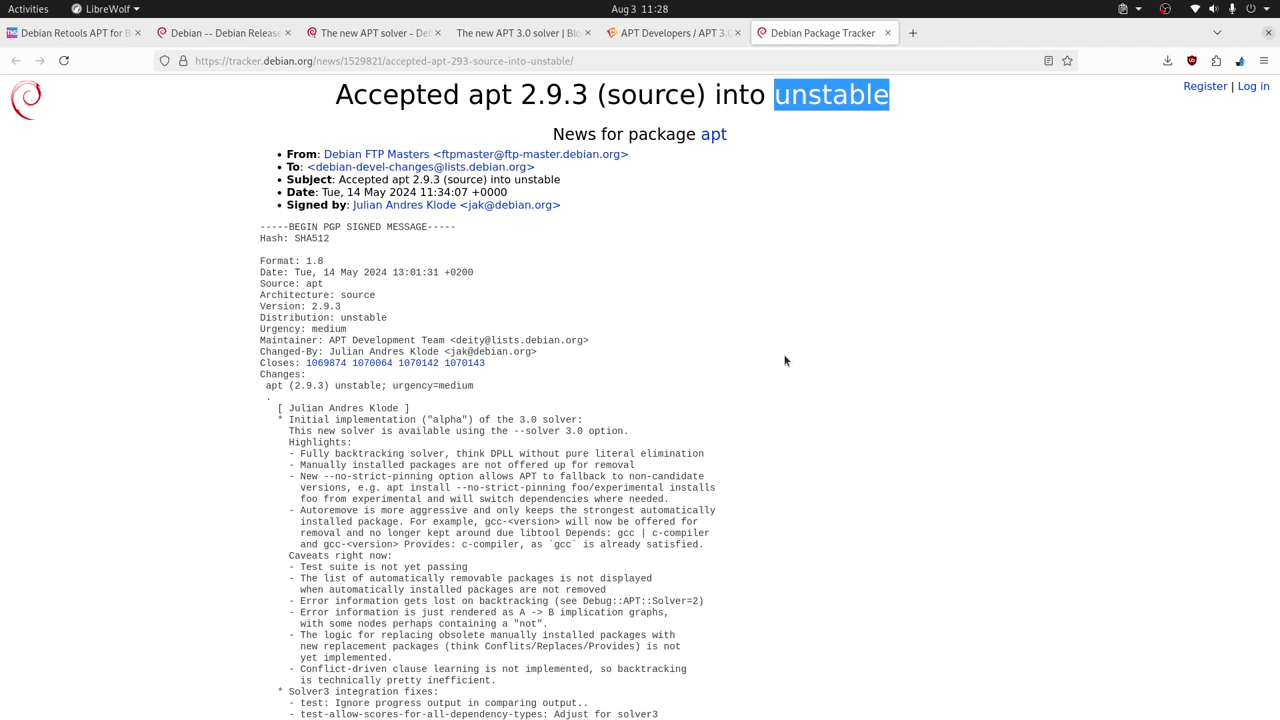 Activities LibreWolf Aug 3 11:28
Debian Retools APT for B Debian -- Debian Release The new APT solver - Deb The new APT 3.0 solver | Blo APT Developers / APT 3.0 Debian Package Tracker
https://tracker.debian.org/news/1529821/accepted-apt-293-source-into-unstable/
Accepted apt 2.9.3 (source) into unstable
Register | Log in
News for package apt
• From: Debian FTP Masters <ftpmaster@ftp-master.debian.org>
• To: <debian-devel-changes@lists.debian.org>
• Subject: Accepted apt 2.9.3 (source) into unstable
• Date: Tue, 14 May 2024 11:34:07 +0000
• Signed by: Julian Andres Klode <jak@debian.org>
-----BEGIN PGP SIGNED MESSAGE-----
Hash: SHA512
Format: 1.8
Date: Tue, 14 May 2024 13:01:31 +0200
Source: apt
Architecture: source
Version: 2.9.3
Distribution: unstable
Urgency: medium
Maintainer: APT Development Team <deity@lists.debian.org>
Changed-By: Julian Andres Klode <jak@debian.org>
Closes: 1069874 1070064 1070142 1070143
Changes:
apt (2.9.3) unstable; urgency=medium
.
[ Julian Andres Klode ]
* Initial implementation ("alpha") of the 3.0 solver:
This new solver is available using the --solver 3.0 option.
Highlights:
- Fully backtracking solver, think DPLL without pure literal elimination
- Manually installed packages are not offered up for removal
- New --no-strict-pinning option allows APT to fallback to non-candidate
versions, e.g. apt install --no-strict-pinning foo/experimental installs
foo from experimental and will switch dependencies where needed.
- Autoremove is more aggressive and only keeps the strongest automatically
installed package. For example, gcc-<version> will now be offered for
removal and no longer kept around due libtool Depends: gcc | c-compiler
and gcc-<version> Provides: c-compiler, as `gcc` is already satisfied.
Caveats right now:
- Test suite is not yet passing
- The list of automatically removable packages is not displayed
when automatically installed packages are not removed
- Error information gets lost on backtracking (see Debug::APT::Solver=2)
- Error information is just rendered as A -> B implication graphs,
with some nodes perhaps containing a "not".
- The logic for replacing obsolete manually installed packages with
new replacement packages (think Conflits/Replaces/Provides) is not
yet implemented.
- Conflict-driven clause learning is not implemented, so backtracking
is technically pretty inefficient.
* Solver3 integration fixes:
- test: Ignore progress output in comparing output..
- test-allow-scores-for-all-dependency-types: Adjust for solver3